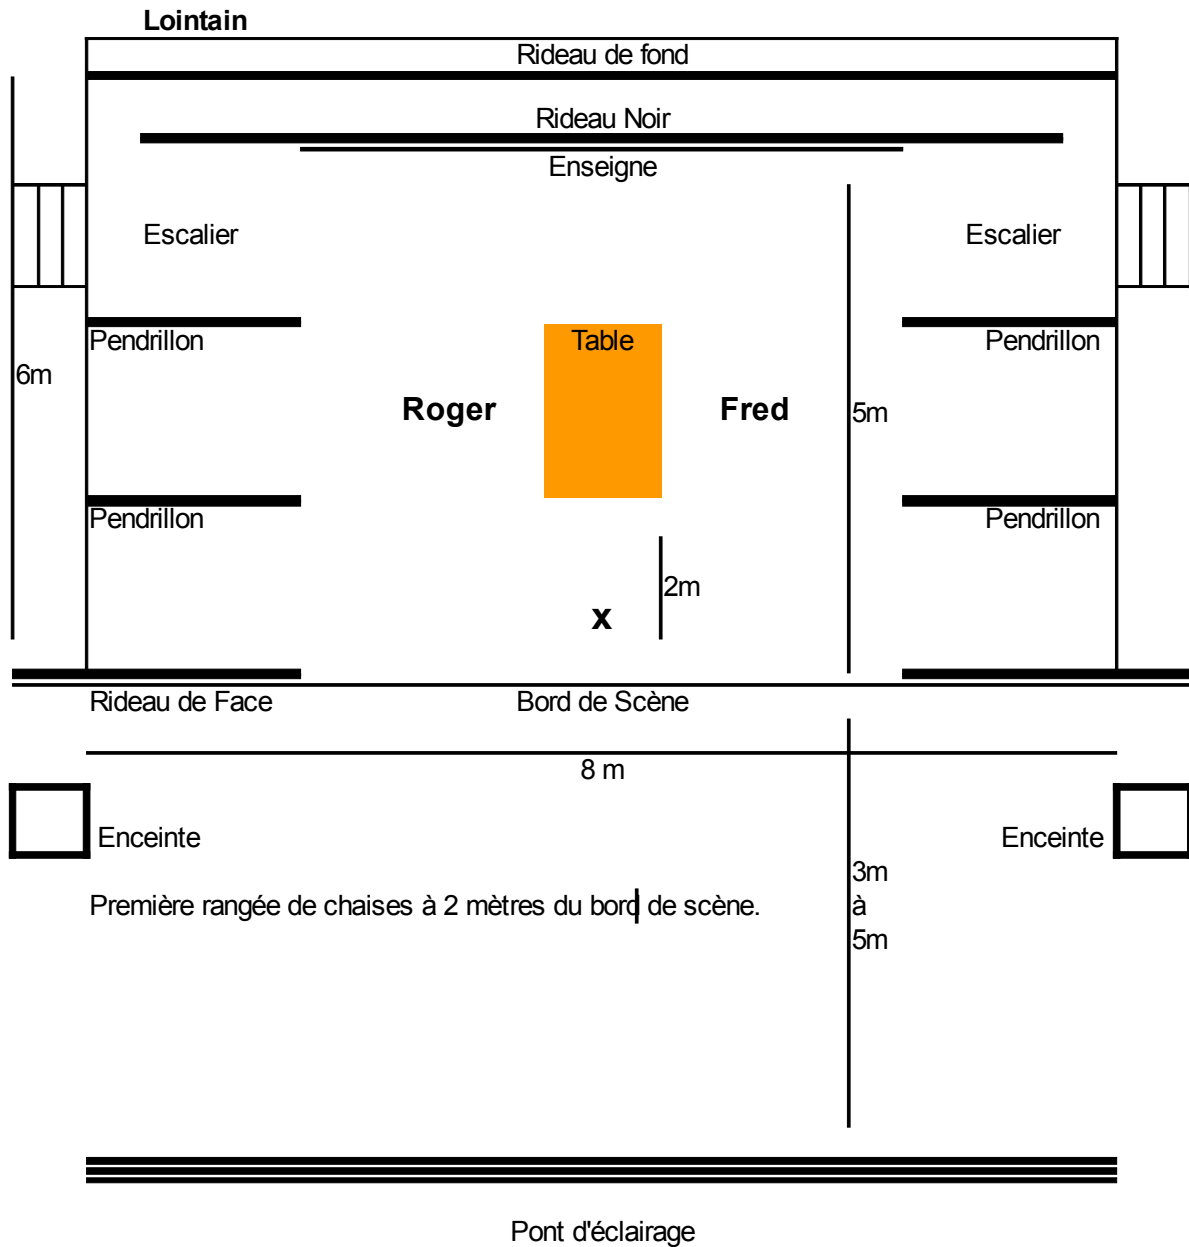 Lointain
Rideau de fond
Rideau Noir
Enseigne
Escalier
Escalier
Pendrillon
Table
Pendrillon
6m
Roger
Fred
5m
Pendrillon
Pendrillon
2m
x
Rideau de Face
Bord de Scène
8 m
Enceinte
Enceinte
3m
Première rangée de chaises à 2 mètres du bord de scène.
à
5m
Pont d'éclairage